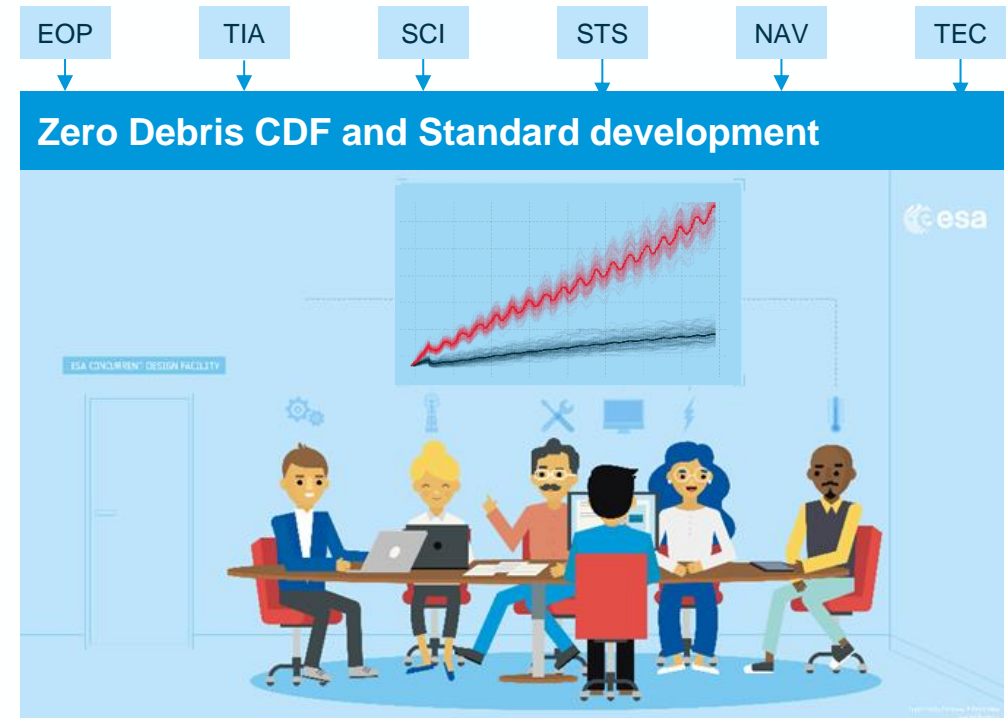 EOP TIA SCI STS NAV TEC
Zero Debris CDF and Standard development
esa
ESA CONCURRENT DESIGN FACILITY